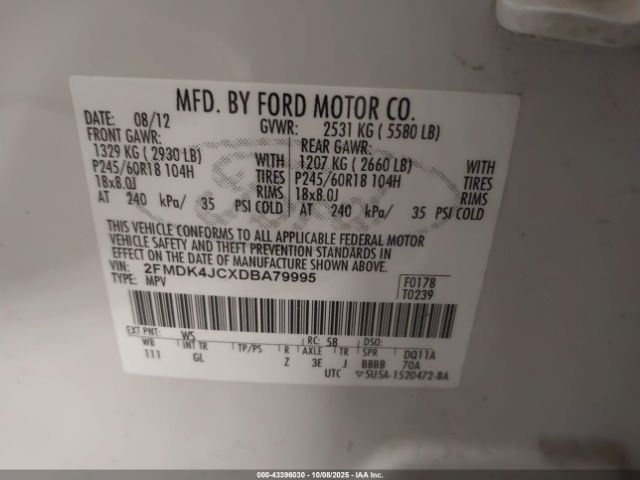 MFD. BY FORD MOTOR CO.
DATE: 08/12 GVWR: 2531 KG ( 5580 LB)
FRONT GAWR: REAR GAWR:
1329 KG ( 2930 LB) WITH 1207 KG ( 2660 LB) WITH
P245/60R18 104H TIRES P245/60R18 104H TIRES
18x8.0J RIMS 18x8.0J RIMS
AT 240 kPa/ 35 PSI COLD AT 240 kPa/ 35 PSI COLD
THIS VEHICLE CONFORMS TO ALL APPLICABLE FEDERAL MOTOR
VEHICLE SAFETY AND THEFT PREVENTION STANDARDS IN
EFFECT ON THE DATE OF MANUFACTURE SHOWN ABOVE.
VIN: 2FMDK4JCXDBA79995 F0178
TYPE: MPV T0239
EXT PNT: WS RC: 58 DSO:
WB INT TR TP/PS R AXLE TR SPR DQ11A
111 GL Z 3E J BBBB 70A
UTC ▽5U5A-1520472-BA
000-43396030 - 10/08/2025 - ©IAA Inc.